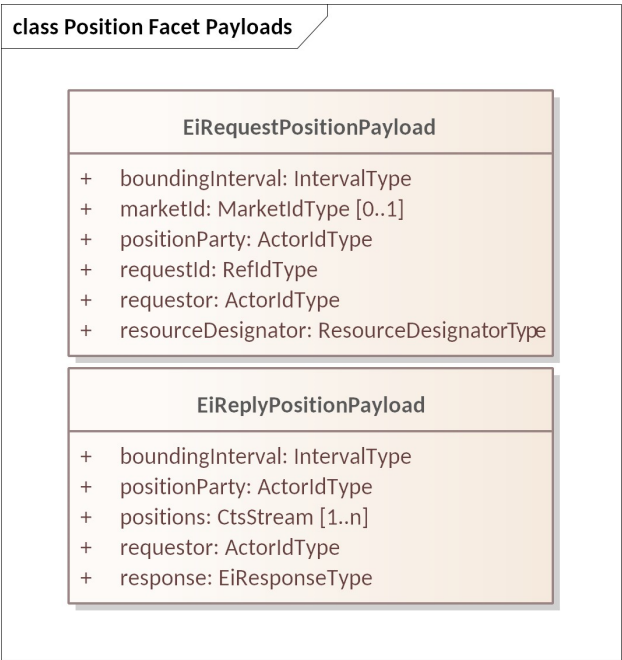 class Position Facet Payloads
EiRequestPositionPayload
+ boundingInterval: IntervalType
+ marketId: MarketIdType [0..1]
+ positionParty: ActorIdType
+ requestId: RefIdType
+ requestor: ActorIdType
+ resourceDesignator: ResourceDesignatorType
EiReplyPositionPayload
+ boundingInterval: IntervalType
+ positionParty: ActorIdType
+ positions: CtsStream [1..n]
+ requestor: ActorIdType
+ response: EiResponseType